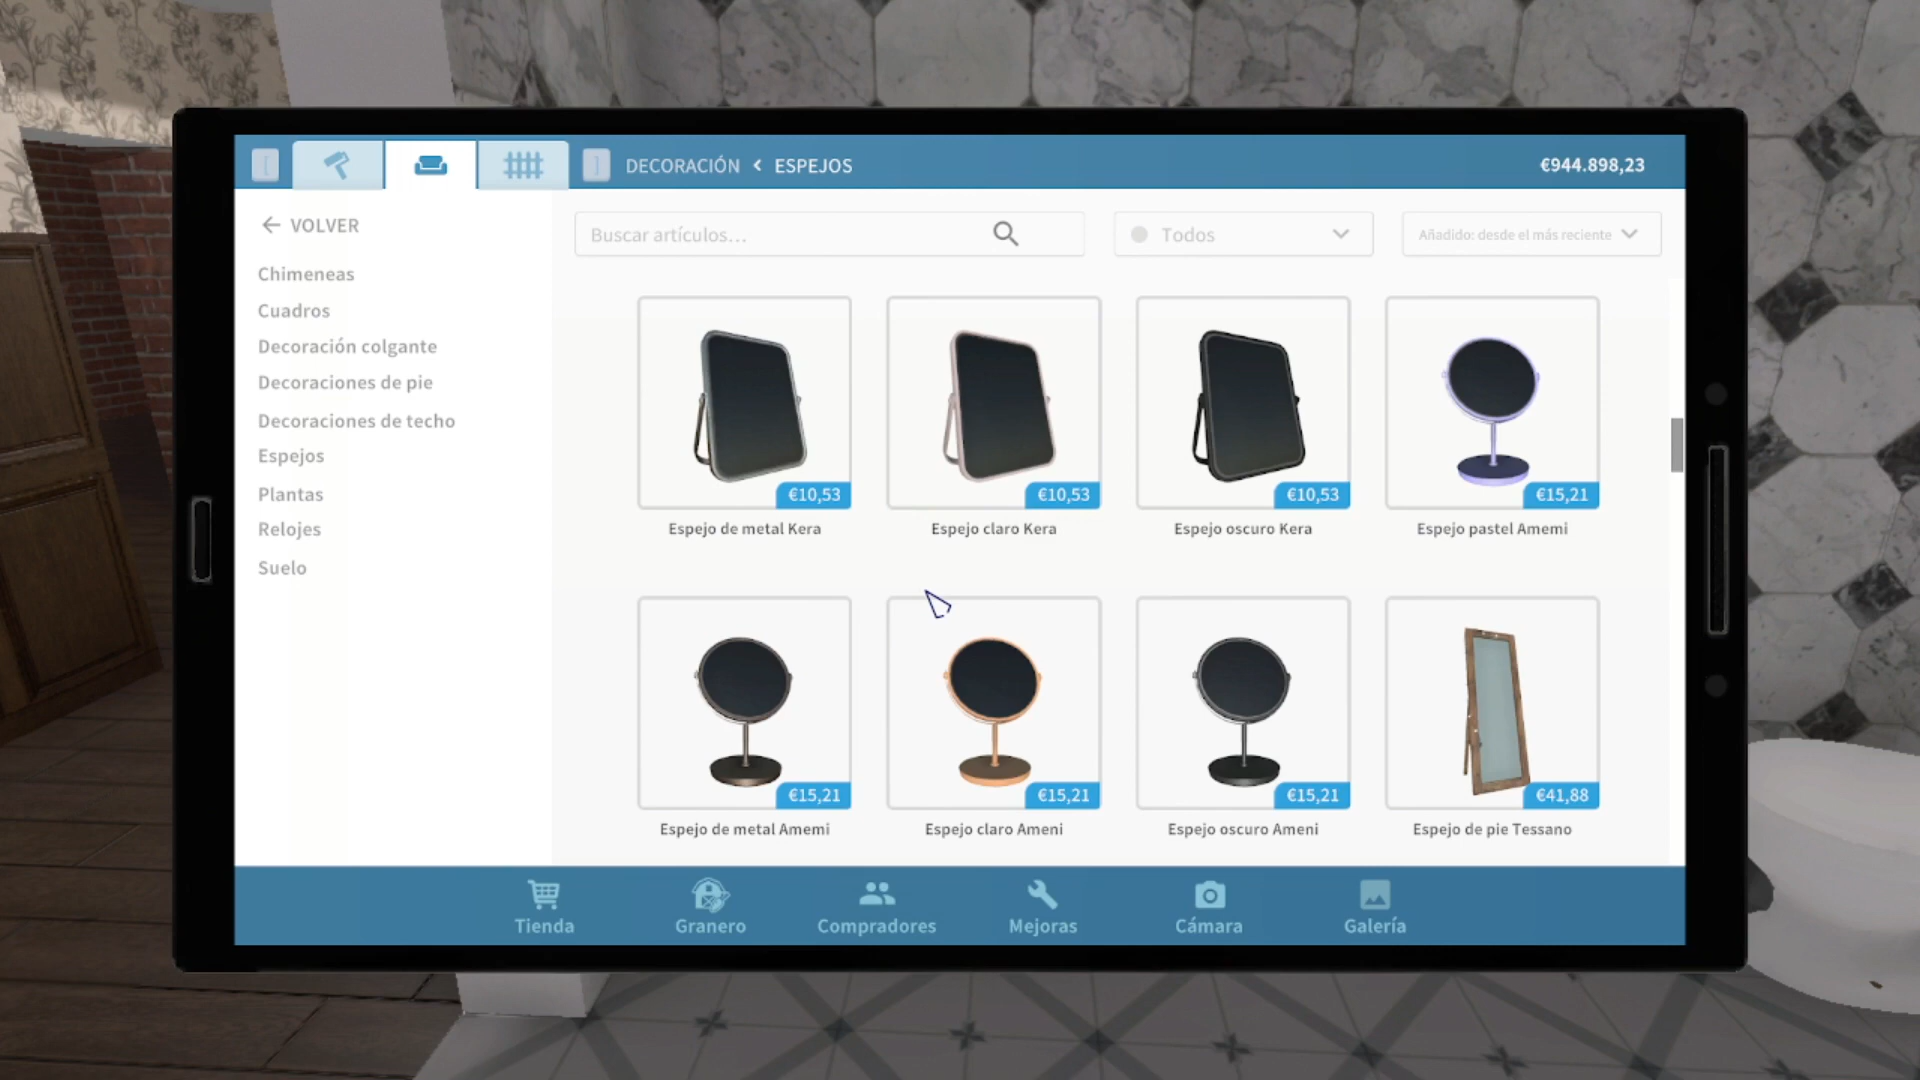 [
]
DECORACIÓN < ESPEJOS
€944.898,23
← VOLVER
Chimeneas
Cuadros
Decoración colgante
Decoraciones de pie
Decoraciones de techo
Espejos
Plantas
Relojes
Suelo
Buscar artículos...
Todos
Añadido: desde el más reciente
€10,53
€10,53
€10,53
€15,21
Espejo de metal Kera
Espejo claro Kera
Espejo oscuro Kera
Espejo pastel Amemi
€15,21
€15,21
€15,21
€41,88
Espejo de metal Amemi
Espejo claro Ameni
Espejo oscuro Ameni
Espejo de pie Tessano
Tienda
Granero
Compradores
Mejoras
Cámara
Galería